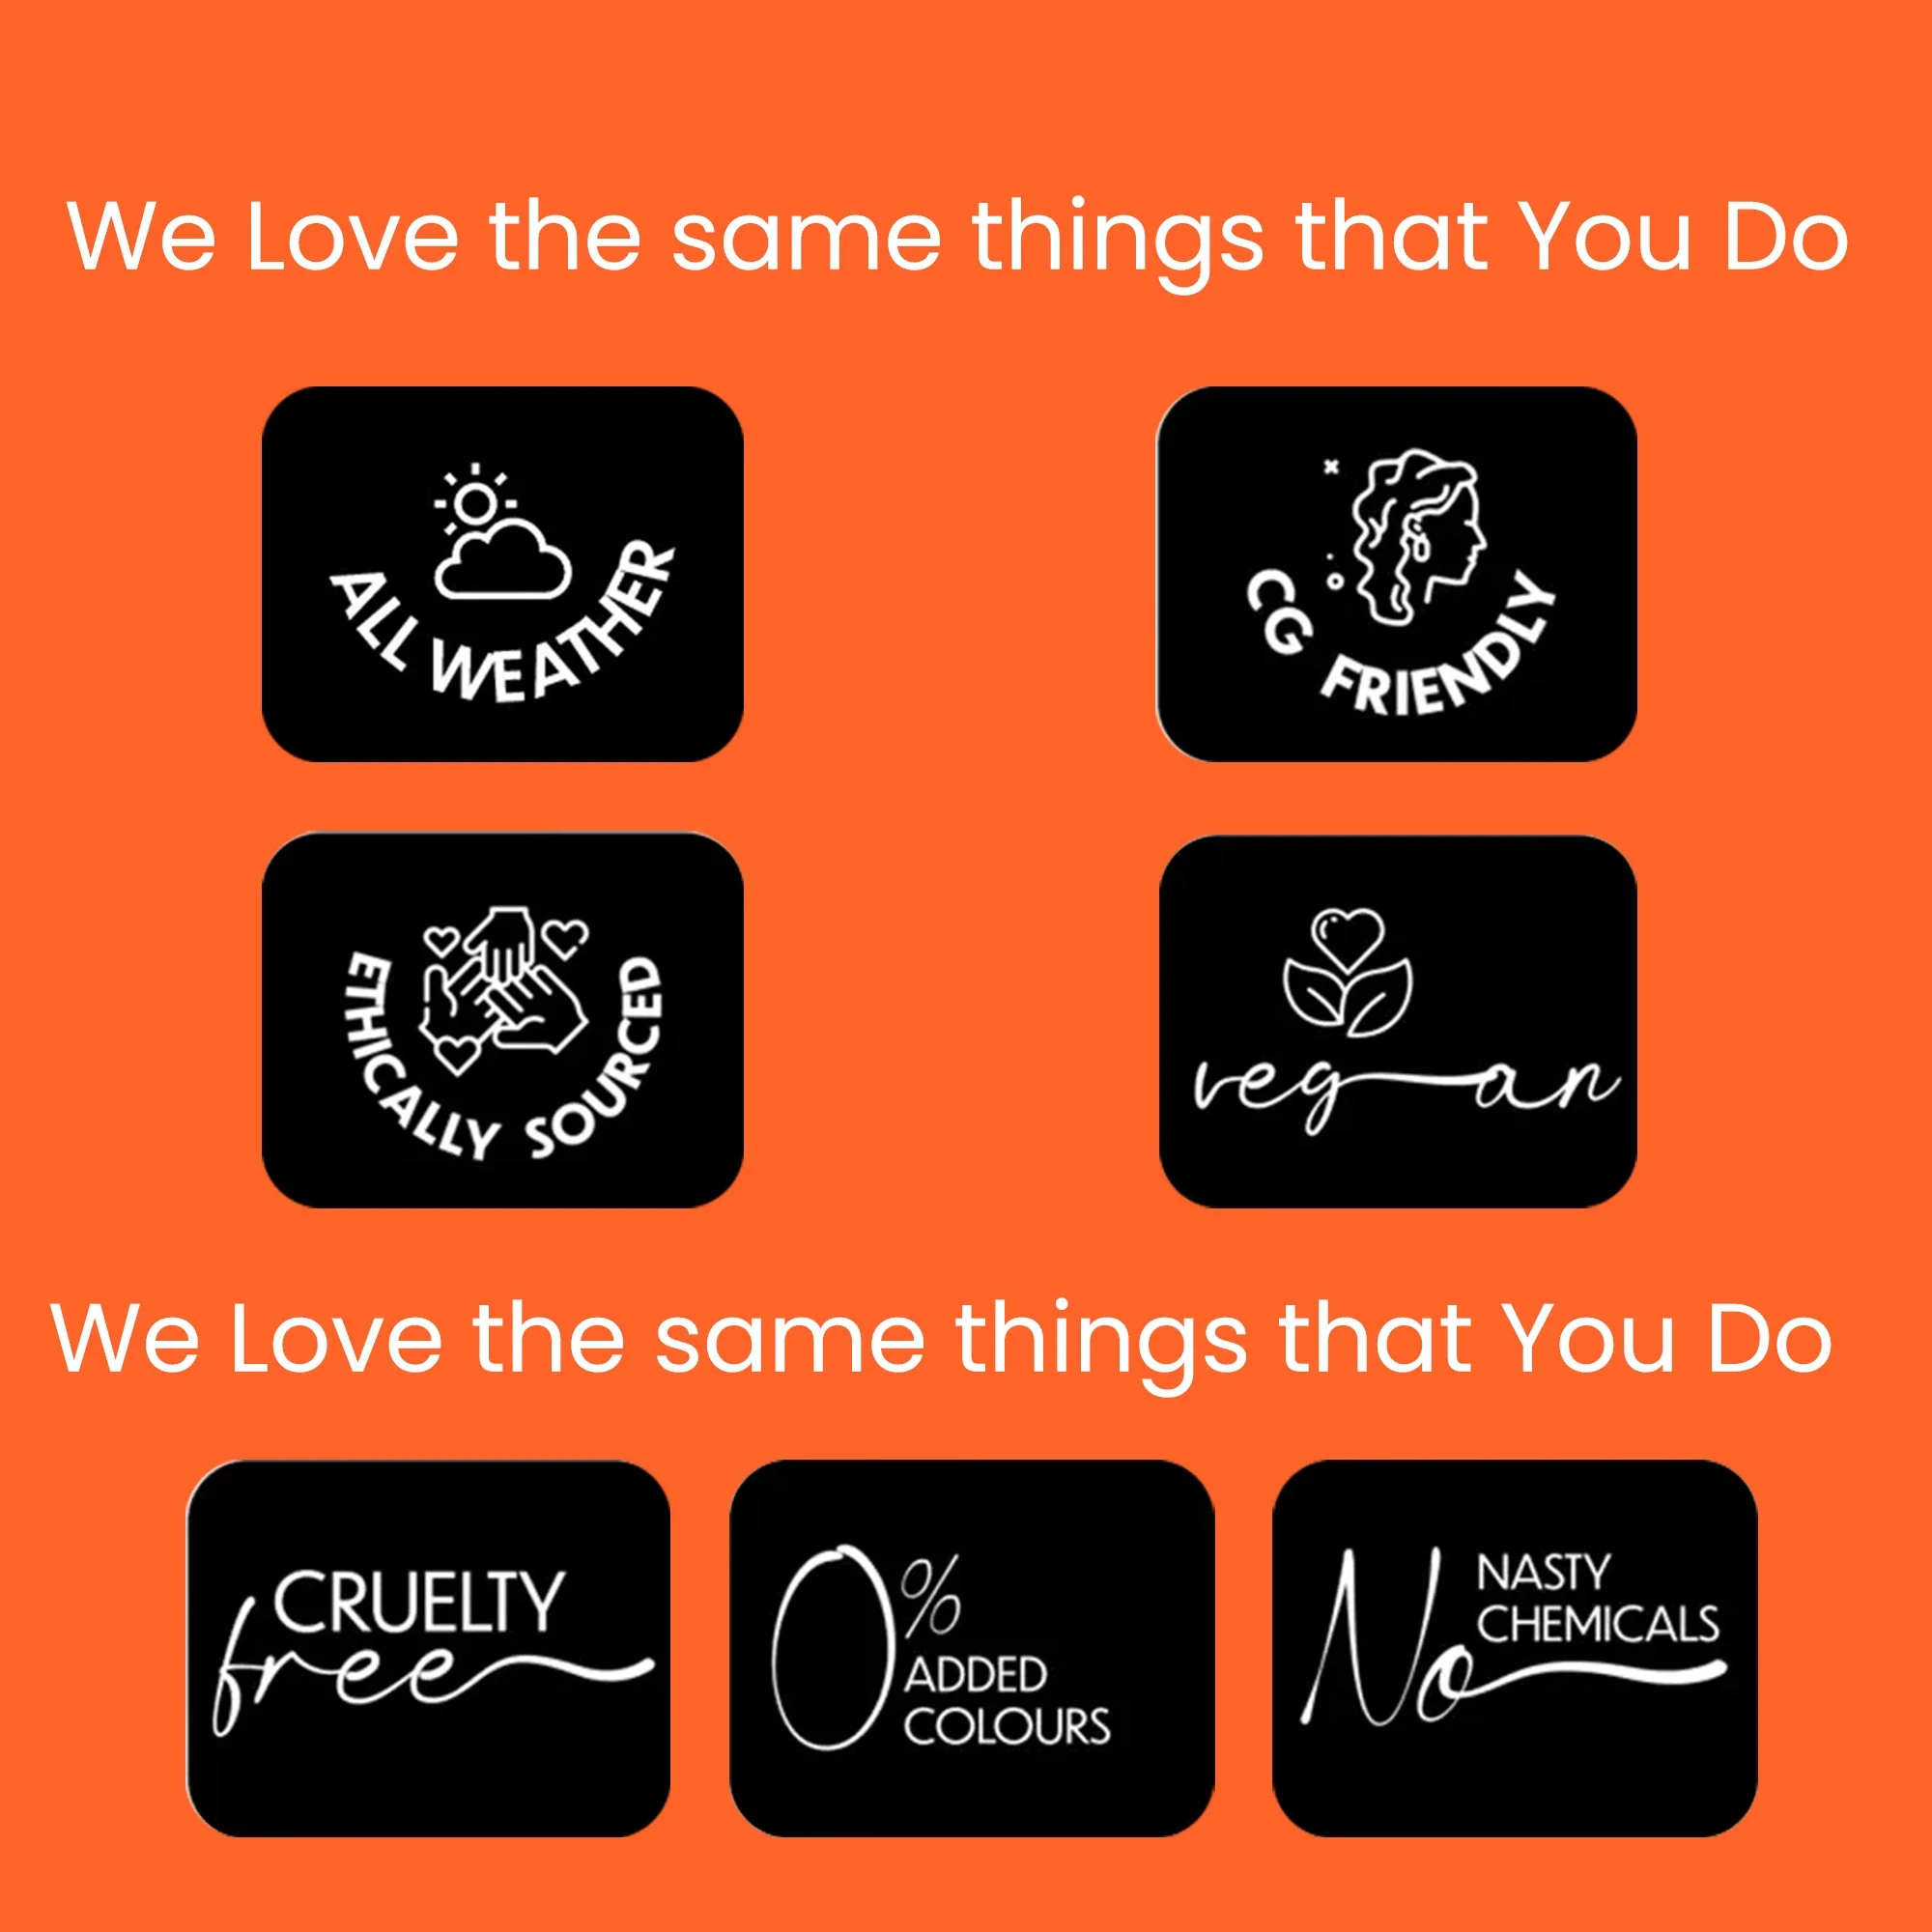 We Love the same things that You Do
ALL WEATHER
CG FRIENDLY
ETHICALLY SOURCED
vegan
We Love the same things that You Do
CRUELTY
free
0%
ADDED
COLOURS
No NASTY
CHEMICALS